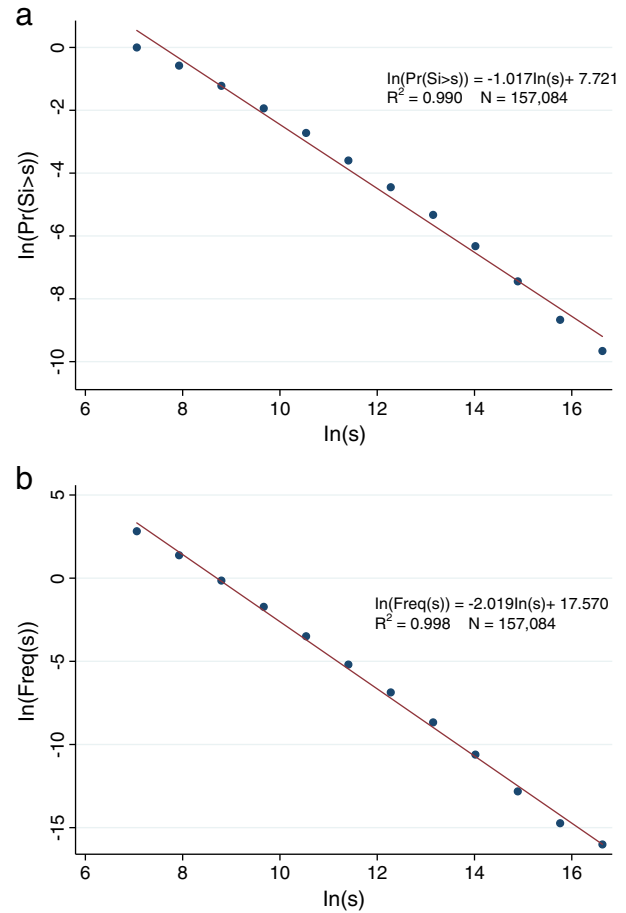 a
0
-2
-4
-6
-8
-10
ln(Pr(Si>s))
ln(Pr(Si>s)) = -1.017ln(s)+ 7.721
R² = 0.990 N = 157,084
6 8 10 12 14 16
ln(s)
b
5
0
-5
-10
-15
ln(Freq(s))
ln(Freq(s)) = -2.019ln(s)+ 17.570
R² = 0.998 N = 157,084
6 8 10 12 14 16
ln(s)